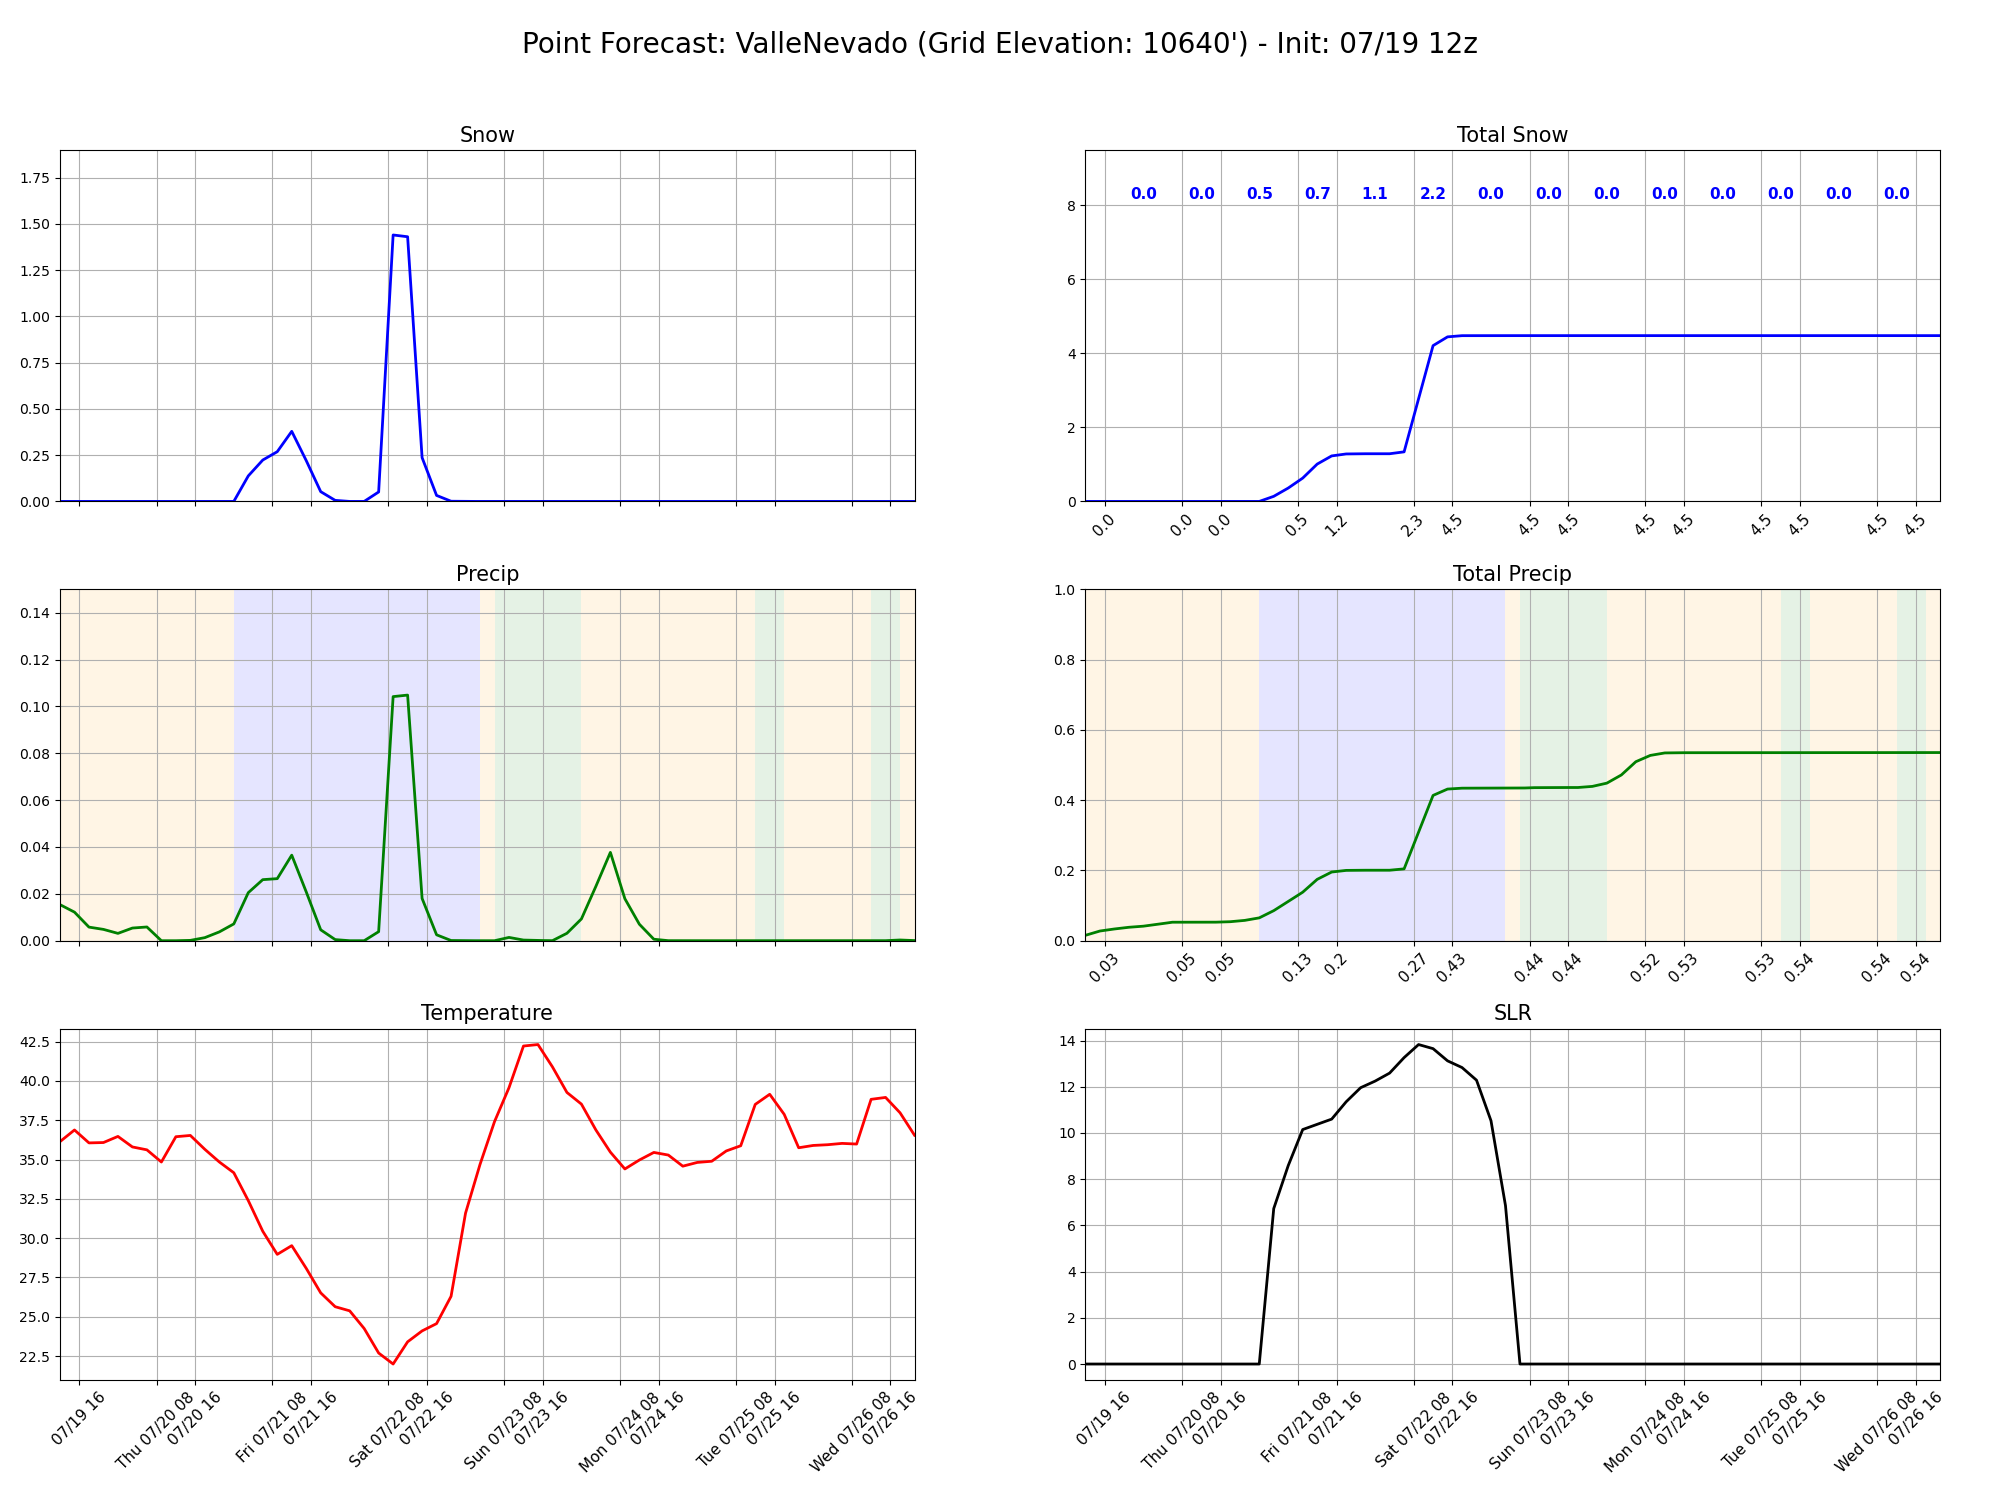 Point Forecast: ValleNevado (Grid Elevation: 10640') - Init: 07/19 12z
Snow
1.75
1.50
1.25
1.00
0.75
0.50
0.25
0.00
Total Snow
8
6
4
2
0
0.0 0.0 0.5 0.7 1.1 2.2 0.0 0.0 0.0 0.0 0.0 0.0 0.0 0.0
0.0 0.0 0.0 0.5 1.2 2.3 4.5 4.5 4.5 4.5 4.5 4.5 4.5 4.5 4.5
Precip
0.14
0.12
0.10
0.08
0.06
0.04
0.02
0.00
Total Precip
1.0
0.8
0.6
0.4
0.2
0.0
0.03 0.05 0.05 0.13 0.2 0.27 0.43 0.44 0.44 0.52 0.53 0.53 0.54 0.54 0.54
Temperature
42.5
40.0
37.5
35.0
32.5
30.0
27.5
25.0
22.5
07/19 16
Thu 07/20 08
07/20 16
Fri 07/21 08
07/21 16
Sat 07/22 08
07/22 16
Sun 07/23 08
07/23 16
Mon 07/24 08
07/24 16
Tue 07/25 08
07/25 16
Wed 07/26 08
07/26 16
SLR
14
12
10
8
6
4
2
0
07/19 16
Thu 07/20 08
07/20 16
Fri 07/21 08
07/21 16
Sat 07/22 08
07/22 16
Sun 07/23 08
07/23 16
Mon 07/24 08
07/24 16
Tue 07/25 08
07/25 16
Wed 07/26 08
07/26 16